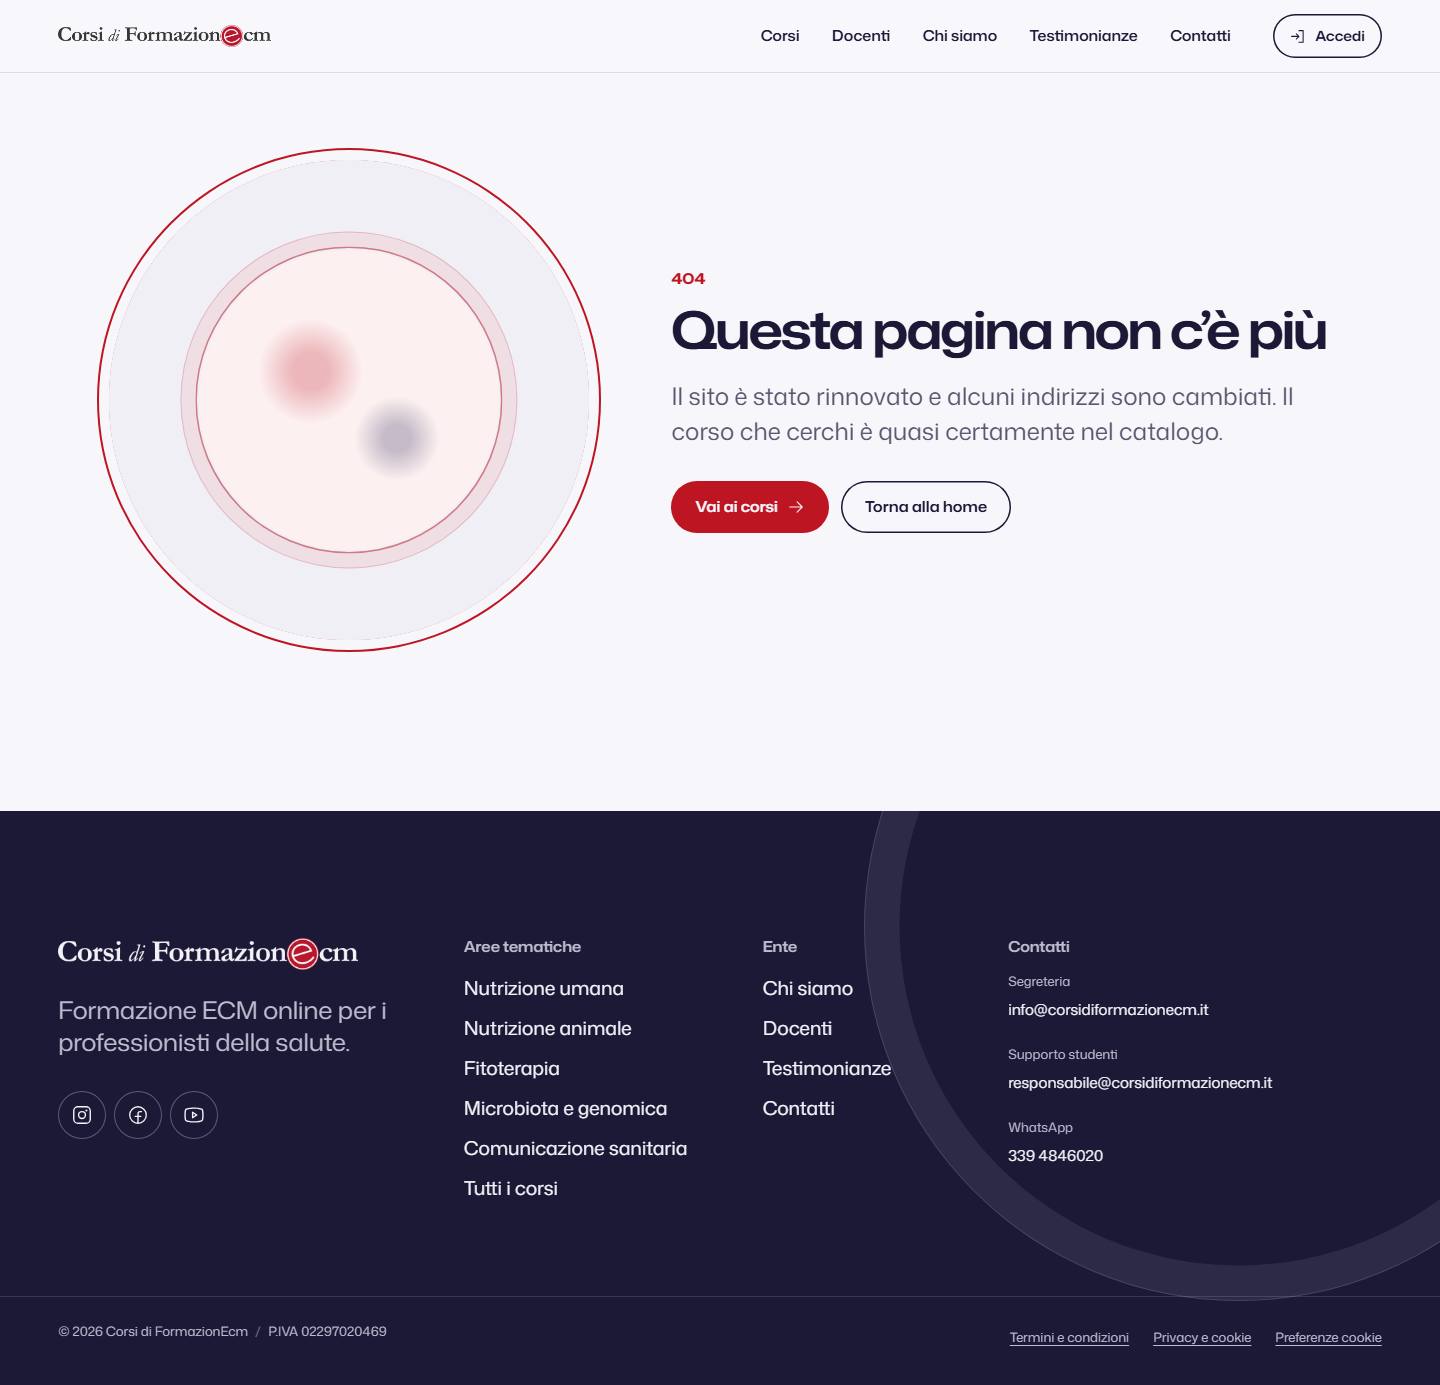 Corsi di Formazionecm
Corsi
Docenti
Chi siamo
Testimonianze
Contatti
Accedi
404
Questa pagina non c’è più
Il sito è stato rinnovato e alcuni indirizzi sono cambiati. Il
corso che cerchi è quasi certamente nel catalogo.
Vai ai corsi
Torna alla home
Corsi di Formazionecm
Formazione ECM online per i
professionisti della salute.
Aree tematiche
Nutrizione umana
Nutrizione animale
Fitoterapia
Microbiota e genomica
Comunicazione sanitaria
Tutti i corsi
Ente
Chi siamo
Docenti
Testimonianze
Contatti
Contatti
Segreteria
info@corsidiformazionecm.it
Supporto studenti
responsabile@corsidiformazionecm.it
WhatsApp
339 4846020
© 2026 Corsi di FormazionEcm / P.IVA 02297020469
Termini e condizioni
Privacy e cookie
Preferenze cookie